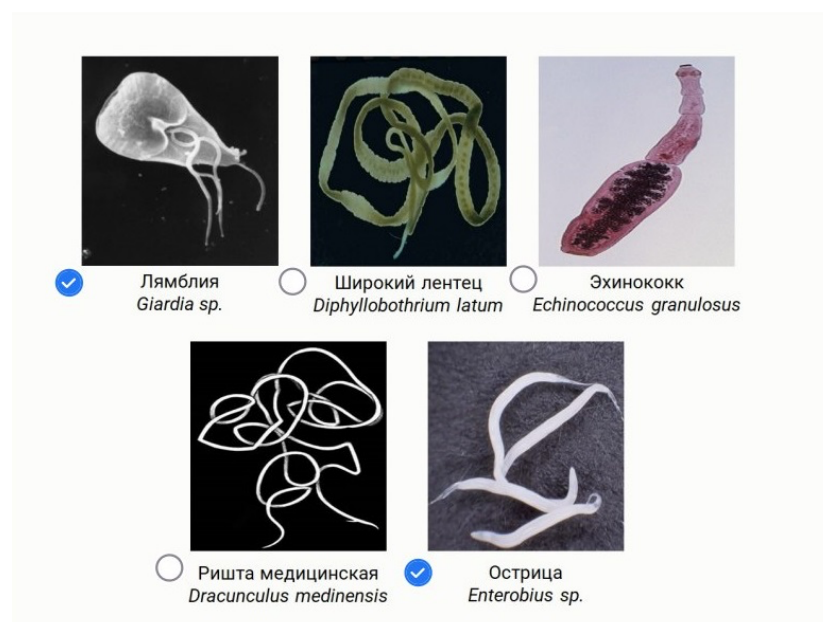 Лямблия
Giardia sp.
Широкий лентец
Diphyllobothrium latum
Эхинококк
Echinococcus granulosus
Ришта медицинская
Dracunculus medinensis
Острица
Enterobius sp.